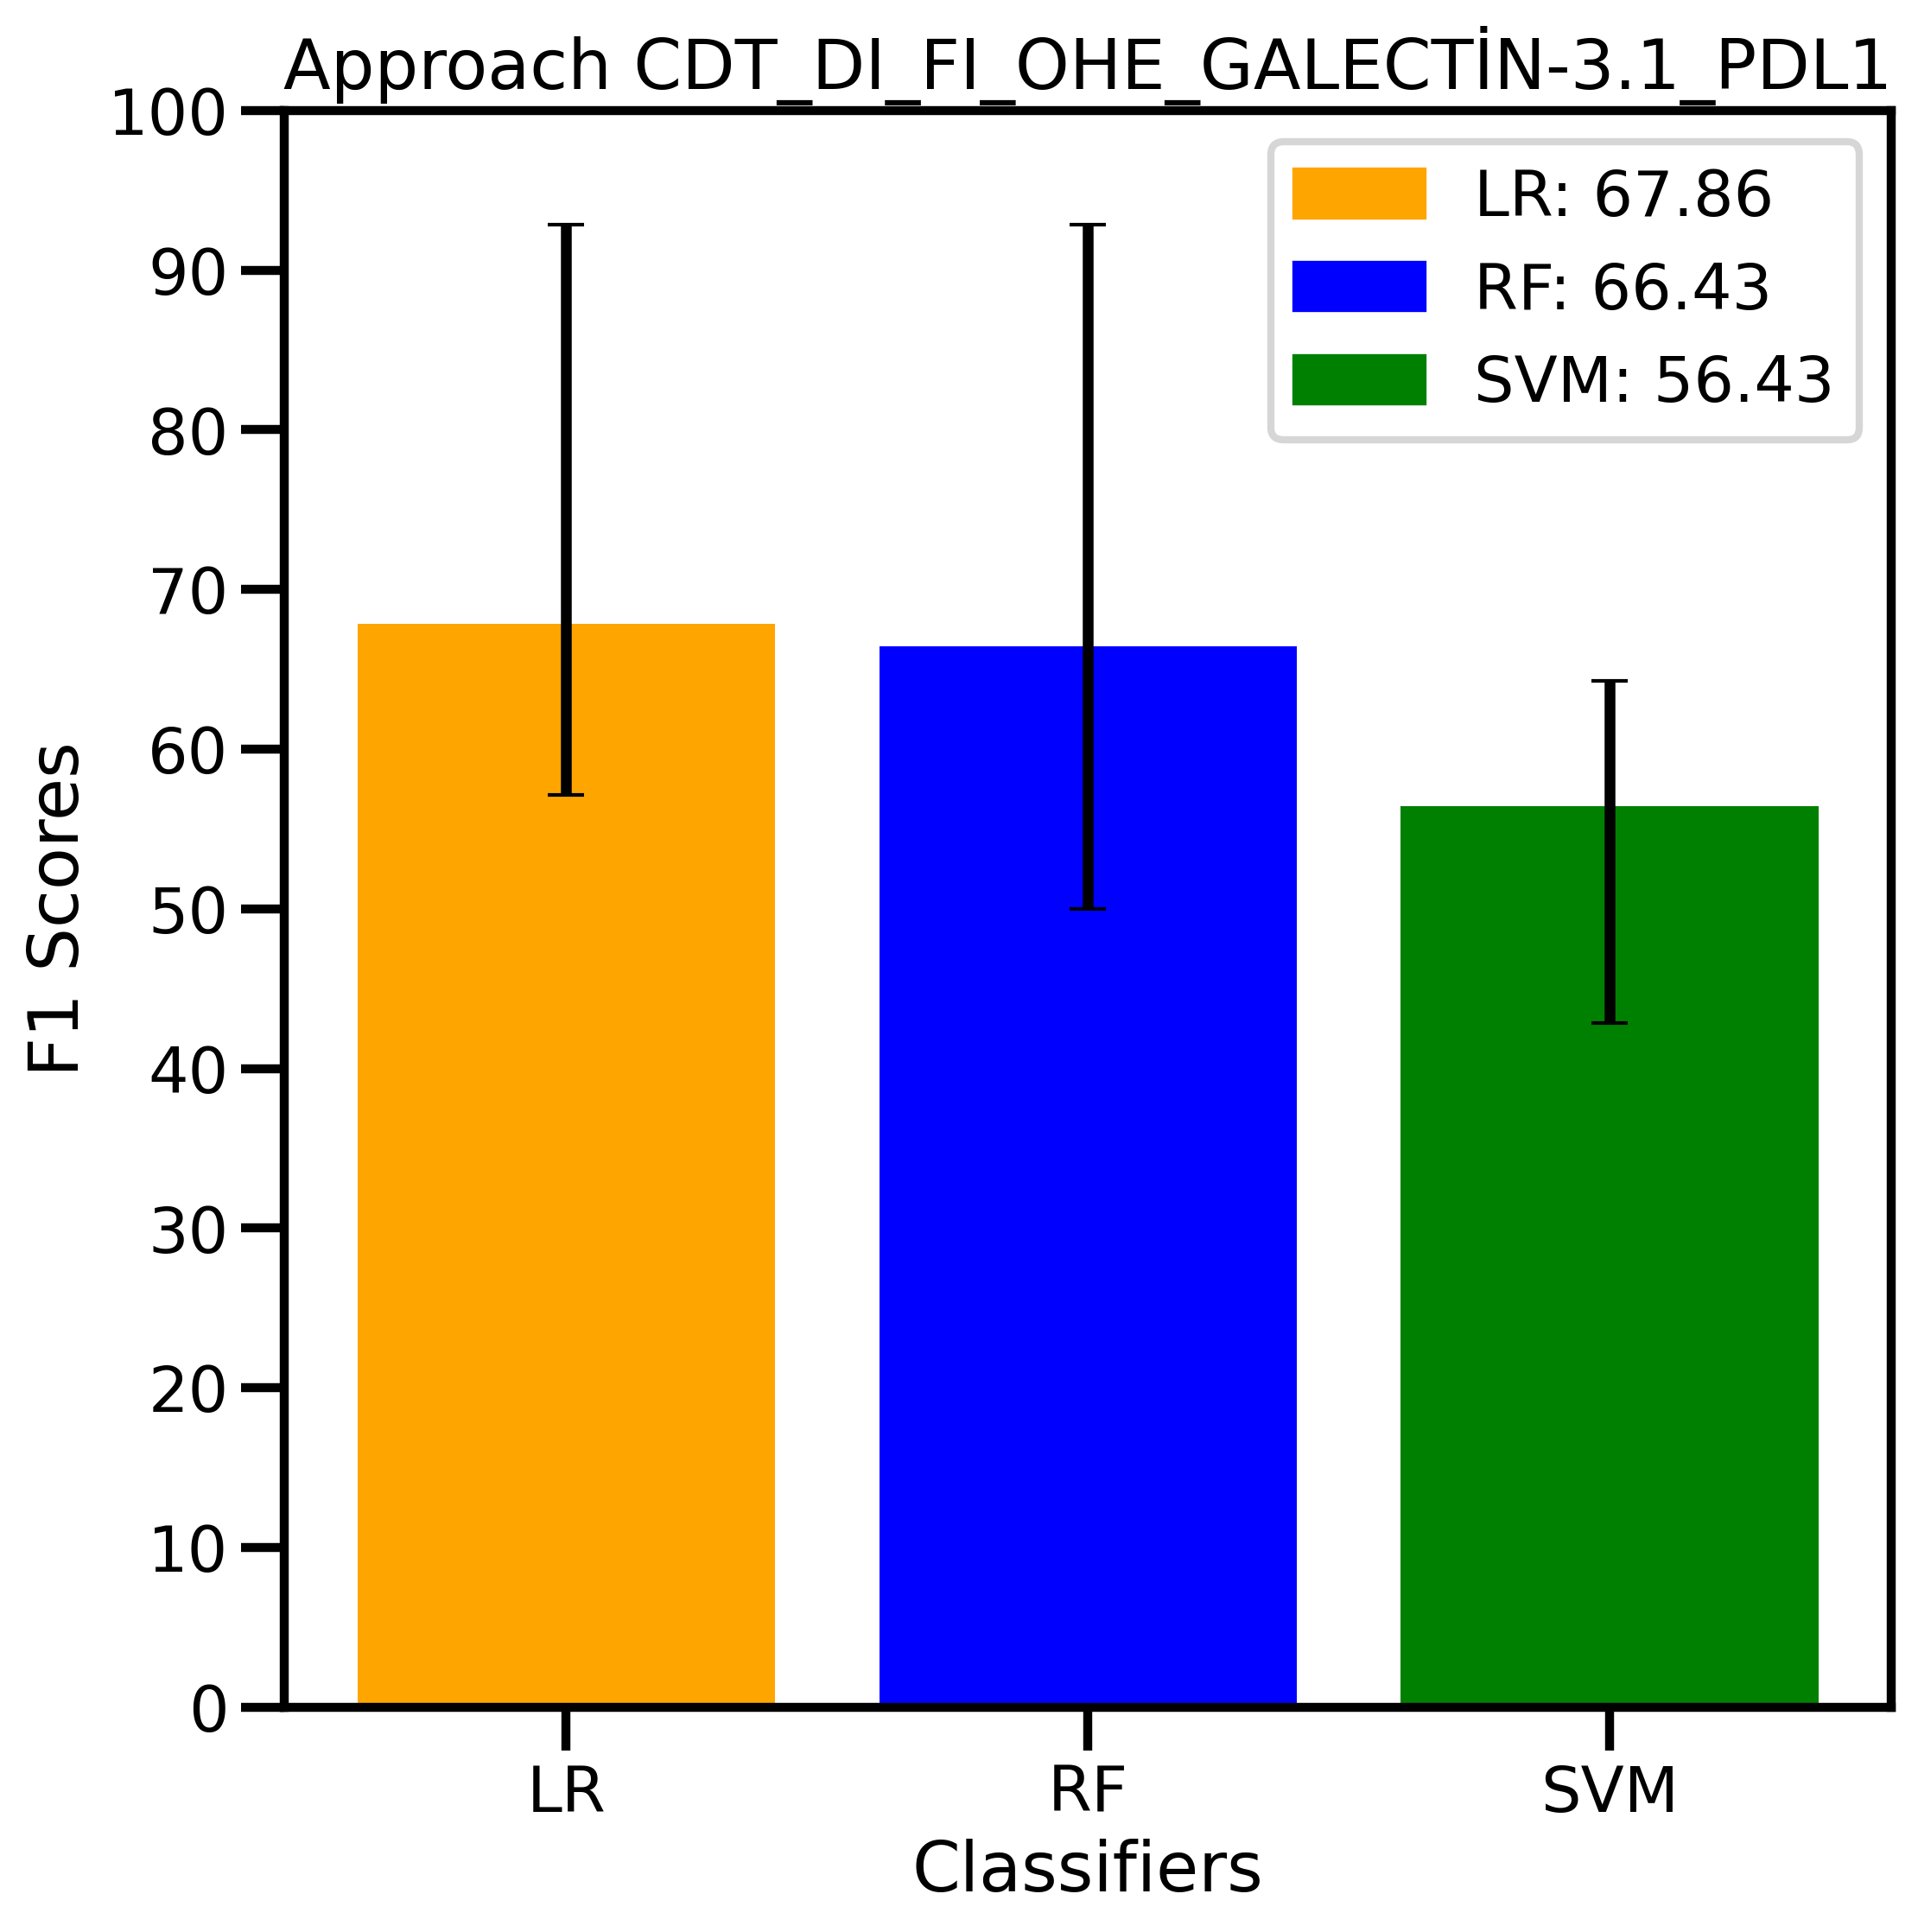 Approach CDT_DI_FI_OHE_GALECTİN-3.1_PDL1
100
90
80
70
60
50
40
30
20
10
0
F1 Scores
LR: 67.86
RF: 66.43
SVM: 56.43
LR
RF
SVM
Classifiers